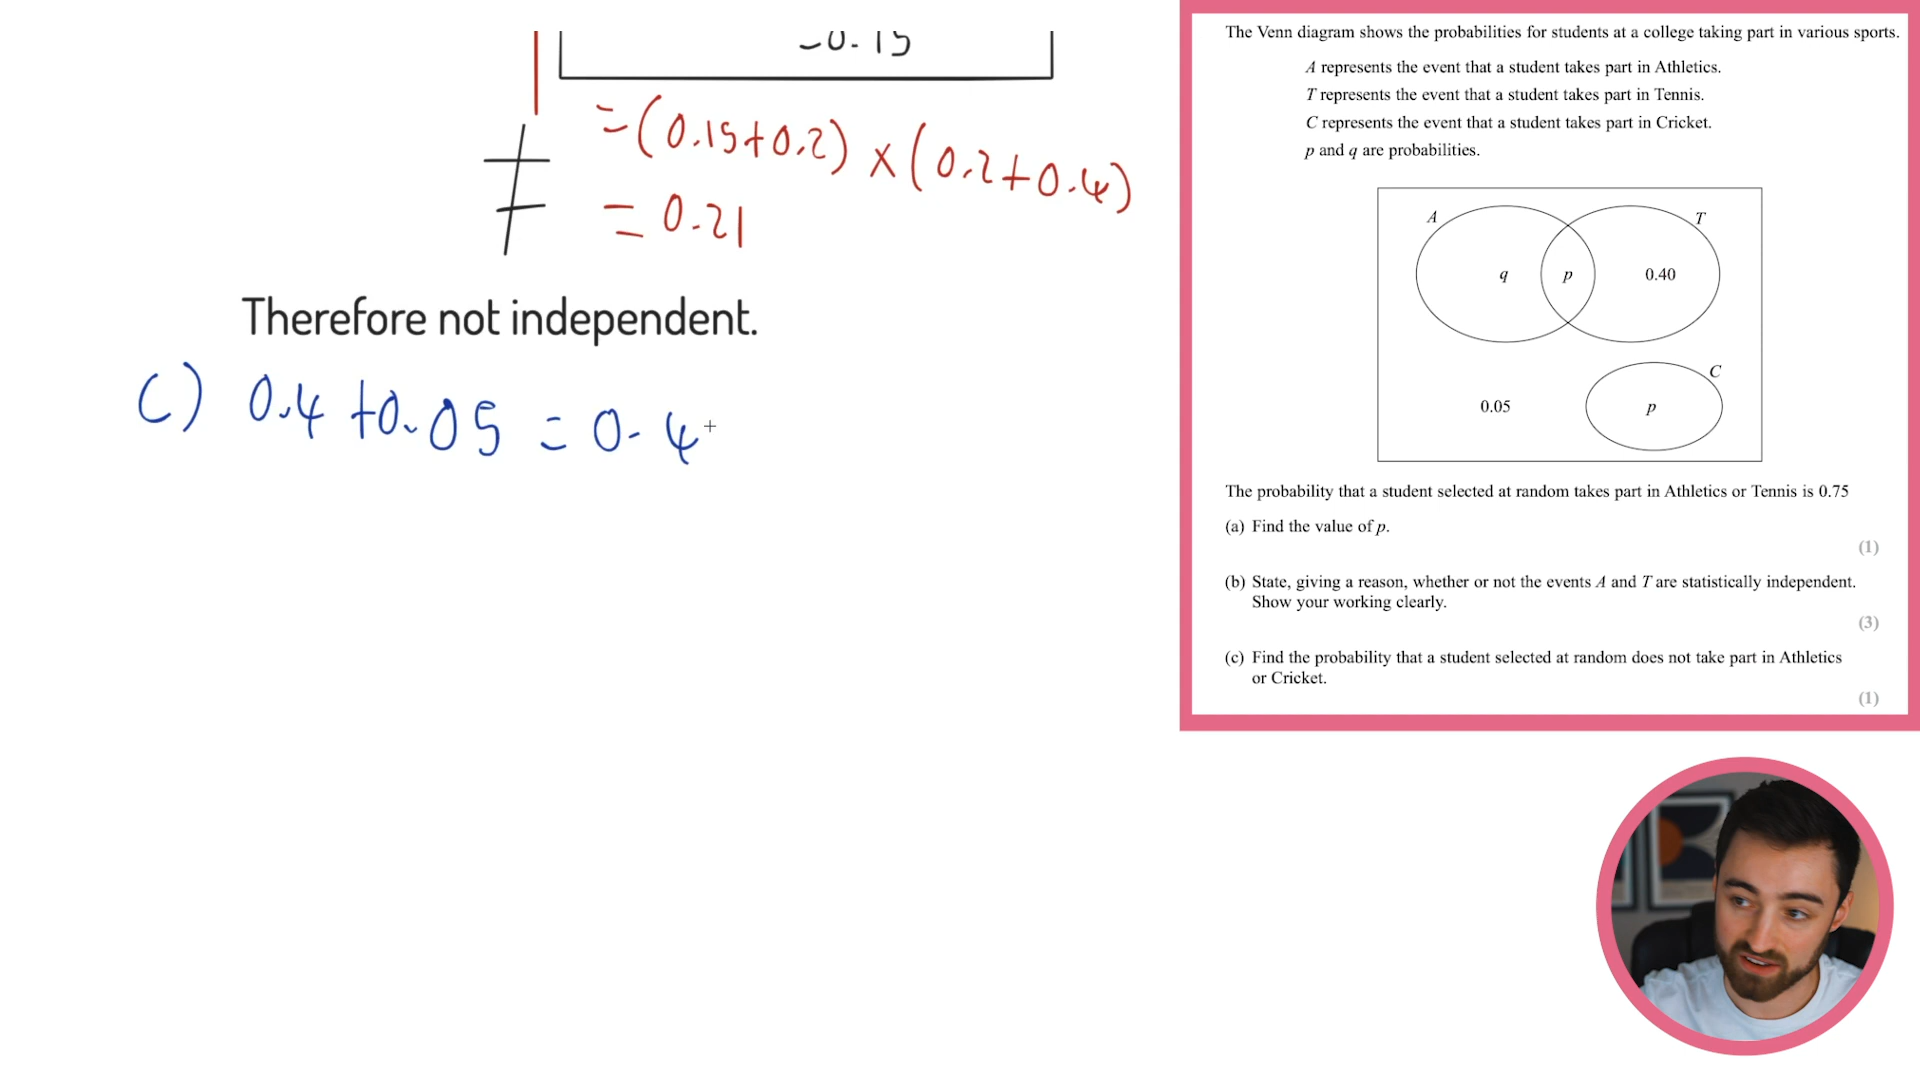 =0.15
=(0.15+0.2) × (0.2+0.4)
≠ = 0.21
Therefore not independent.
C) 0.4 +0.05 = 0.4
The Venn diagram shows the probabilities for students at a college taking part in various sports.
A represents the event that a student takes part in Athletics.
T represents the event that a student takes part in Tennis.
C represents the event that a student takes part in Cricket.
p and q are probabilities.
A T
q p 0.40
C
0.05 p
The probability that a student selected at random takes part in Athletics or Tennis is 0.75
(a) Find the value of p.
(1)
(b) State, giving a reason, whether or not the events A and T are statistically independent.
Show your working clearly.
(3)
(c) Find the probability that a student selected at random does not take part in Athletics
or Cricket.
(1)